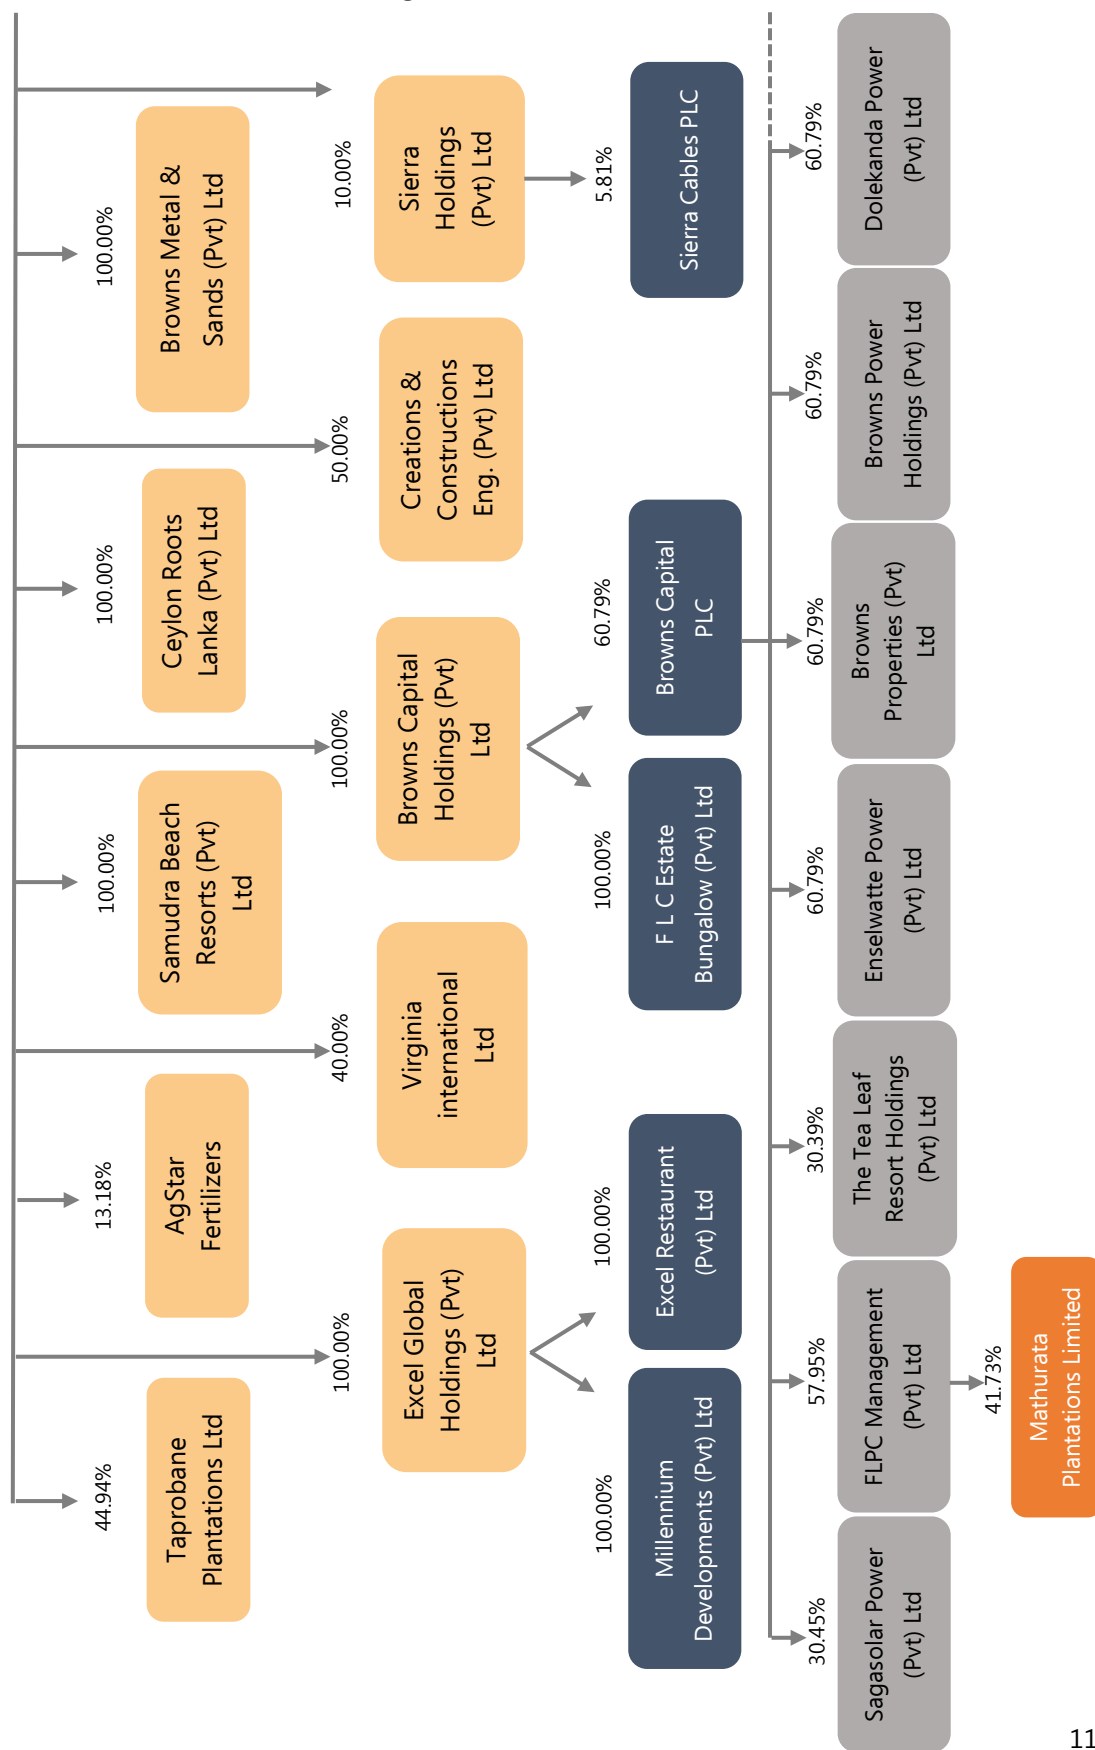 44.94%
Taprobane
Plantations Ltd
13.18%
AgStar
Fertilizers
100.00%
Samudra Beach
Resorts (Pvt)
Ltd
100.00%
Ceylon Roots
Lanka (Pvt) Ltd
100.00%
Browns Metal &
Sands (Pvt) Ltd
100.00%
Excel Global
Holdings (Pvt)
Ltd
40.00%
Virginia
international
Ltd
100.00%
Browns Capital
Holdings (Pvt)
Ltd
50.00%
Creations &
Constructions
Eng. (Pvt) Ltd
10.00%
Sierra
Holdings
(Pvt) Ltd
100.00%
Millennium
Developments (Pvt) Ltd
100.00%
Excel Restaurant
(Pvt) Ltd
100.00%
F L C Estate
Bungalow (Pvt) Ltd
60.79%
Browns Capital
PLC
5.81%
Sierra Cables PLC
30.45%
Sagasolar Power
(Pvt) Ltd
57.95%
FLPC Management
(Pvt) Ltd
30.39%
The Tea Leaf
Resort Holdings
(Pvt) Ltd
60.79%
Enselwatte Power
(Pvt) Ltd
60.79%
Browns
Properties (Pvt)
Ltd
60.79%
Browns Power
Holdings (Pvt) Ltd
60.79%
Dolekanda Power
(Pvt) Ltd
41.73%
Mathurata
Plantations Limited
11